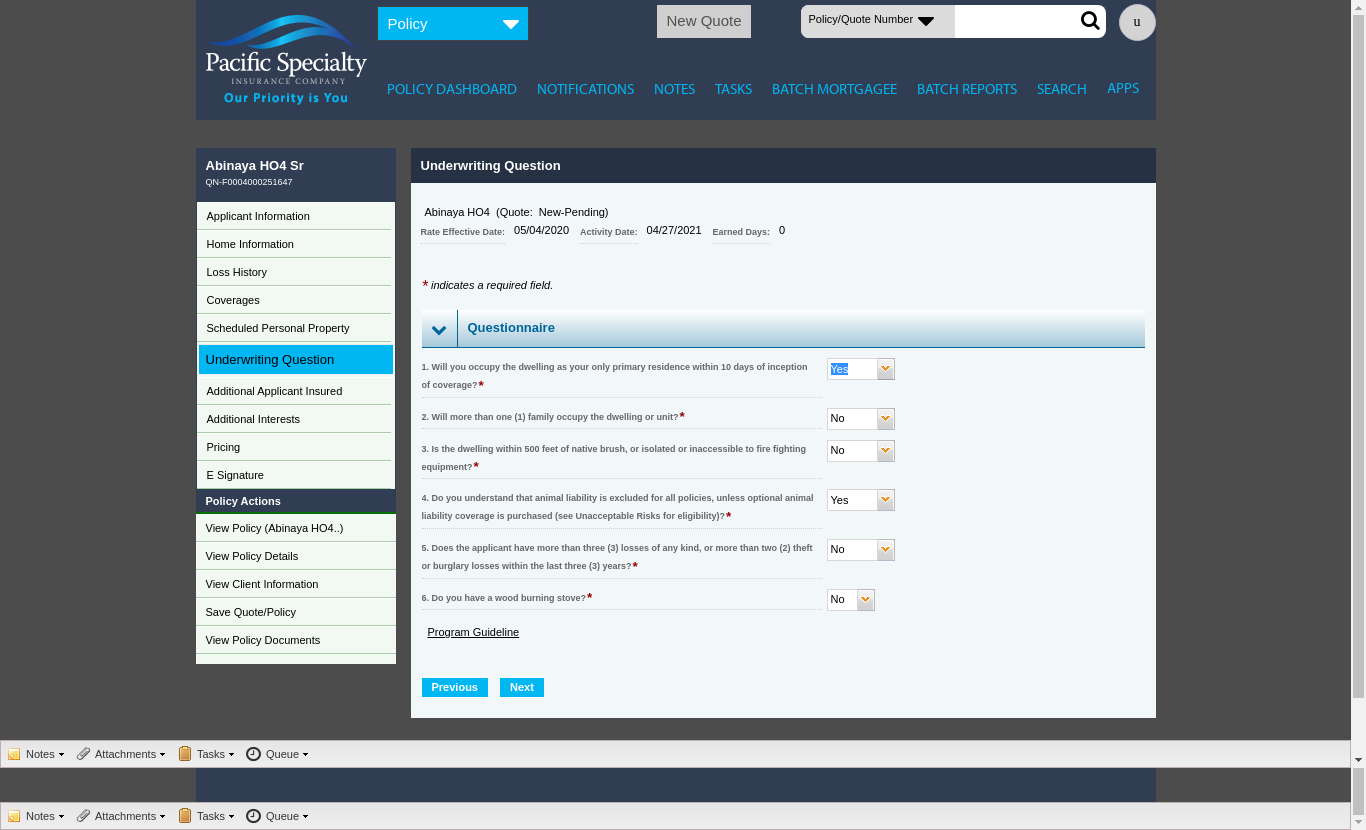 Policy
New Quote
Policy/Quote Number
u
Pacific Specialty
INSURANCE COMPANY
Our Priority is You
POLICY DASHBOARD NOTIFICATIONS NOTES TASKS BATCH MORTGAGEE BATCH REPORTS SEARCH APPS
Abinaya HO4 Sr
QN-F0004000251647
Applicant Information
Home Information
Loss History
Coverages
Scheduled Personal Property
Underwriting Question
Additional Applicant Insured
Additional Interests
Pricing
E Signature
Policy Actions
View Policy (Abinaya HO4..)
View Policy Details
View Client Information
Save Quote/Policy
View Policy Documents
Underwriting Question
Abinaya HO4 (Quote: New-Pending)
Rate Effective Date: 05/04/2020 Activity Date: 04/27/2021 Earned Days: 0
* indicates a required field.
Questionnaire
1. Will you occupy the dwelling as your only primary residence within 10 days of inception
of coverage?*
Yes
2. Will more than one (1) family occupy the dwelling or unit?*
No
3. Is the dwelling within 500 feet of native brush, or isolated or inaccessible to fire fighting
equipment?*
No
4. Do you understand that animal liability is excluded for all policies, unless optional animal
liability coverage is purchased (see Unacceptable Risks for eligibility)?*
Yes
5. Does the applicant have more than three (3) losses of any kind, or more than two (2) theft
or burglary losses within the last three (3) years?*
No
6. Do you have a wood burning stove?*
No
Program Guideline
Previous Next
Notes Attachments Tasks Queue
Notes Attachments Tasks Queue